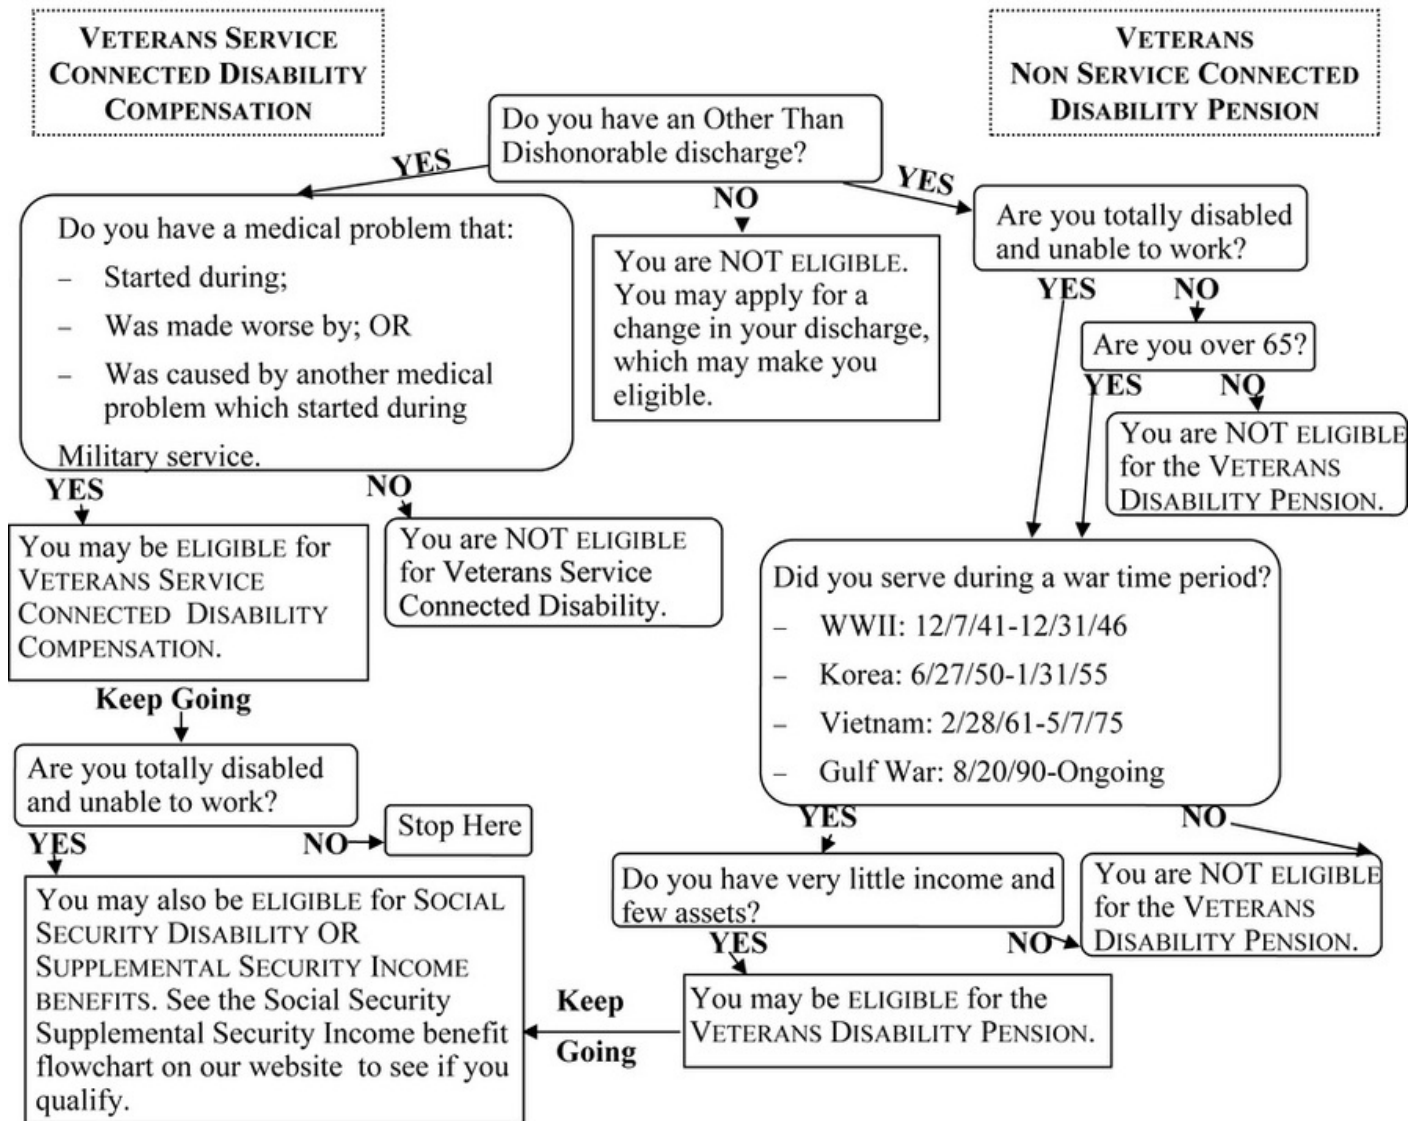 VETERANS SERVICE
CONNECTED DISABILITY
COMPENSATION
VETERANS
NON SERVICE CONNECTED
DISABILITY PENSION
Do you have an Other Than
Dishonorable discharge?
YES
NO
YES
Do you have a medical problem that:
– Started during;
– Was made worse by; OR
– Was caused by another medical
problem which started during
Military service.
You are NOT ELIGIBLE.
You may apply for a
change in your discharge,
which may make you
eligible.
Are you totally disabled
and unable to work?
YES
NO
Are you over 65?
YES
NO
You are NOT ELIGIBLE
for the VETERANS
DISABILITY PENSION.
YES
NO
You may be ELIGIBLE for
VETERANS SERVICE
CONNECTED DISABILITY
COMPENSATION.
You are NOT ELIGIBLE
for Veterans Service
Connected Disability.
Did you serve during a war time period?
– WWII: 12/7/41-12/31/46
– Korea: 6/27/50-1/31/55
– Vietnam: 2/28/61-5/7/75
– Gulf War: 8/20/90-Ongoing
Keep Going
Are you totally disabled
and unable to work?
YES
NO
Stop Here
YES
NO
Do you have very little income and
few assets?
You are NOT ELIGIBLE
for the VETERANS
DISABILITY PENSION.
YES
NO
You may also be ELIGIBLE for SOCIAL
SECURITY DISABILITY OR
SUPPLEMENTAL SECURITY INCOME
BENEFITS. See the Social Security
Supplemental Security Income benefit
flowchart on our website to see if you
qualify.
Keep
Going
You may be ELIGIBLE for the
VETERANS DISABILITY PENSION.